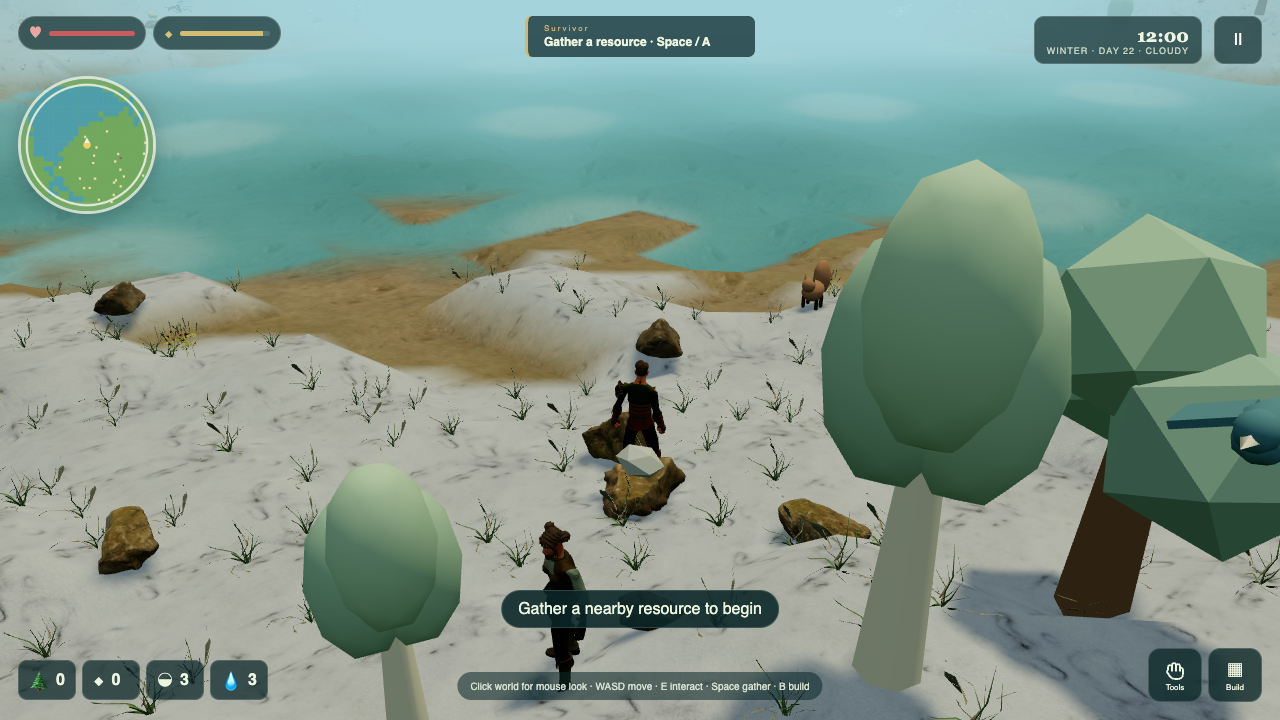 Survivor
Gather a resource · Space / A
12:00
WINTER · DAY 22 · CLOUDY
Gather a nearby resource to begin
0
0
3
3
Click world for mouse look · WASD move · E interact · Space gather · B build
Tools
Build